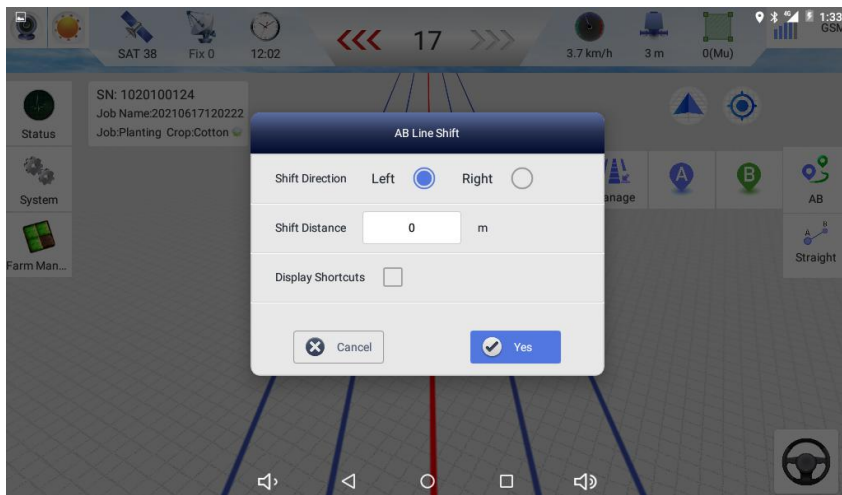 4G 1:33
GSM
SAT 38 Fix 0 12:02 17 3.7 km/h 3 m 0(Mu)
SN: 1020100124
Job Name:20210617120222
Job:Planting Crop:Cotton
Status
System
Farm Man...
AB Line Shift
Shift Direction Left Right
Shift Distance 0 m
Display Shortcuts
Cancel Yes
anage
A B
AB
A B
Straight